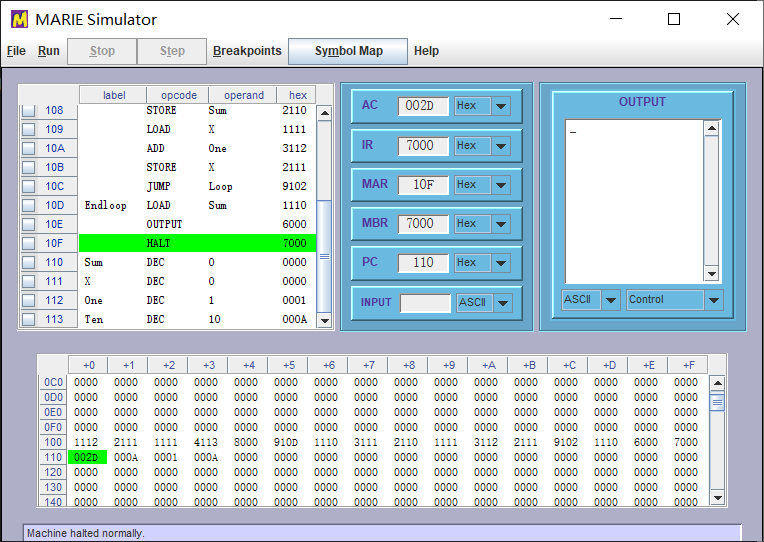 MARIE Simulator
File Run Stop Step Breakpoints Symbol Map Help
label opcode operand hex
108 STORE Sum 2110
109 LOAD X 1111
10A ADD One 3112
10B STORE X 2111
10C JUMP Loop 9102
10D Endloop LOAD Sum 1110
10E OUTPUT 6000
10F HALT 7000
110 Sum DEC 0 0000
111 X DEC 0 0000
112 One DEC 1 0001
113 Ten DEC 10 000A
AC 002D Hex
IR 7000 Hex
MAR 10F Hex
MBR 7000 Hex
PC 110 Hex
INPUT ASCII
OUTPUT
_
ASCII Control
+0 +1 +2 +3 +4 +5 +6 +7 +8 +9 +A +B +C +D +E +F
0C0 0000 0000 0000 0000 0000 0000 0000 0000 0000 0000 0000 0000 0000 0000 0000 0000
0D0 0000 0000 0000 0000 0000 0000 0000 0000 0000 0000 0000 0000 0000 0000 0000 0000
0E0 0000 0000 0000 0000 0000 0000 0000 0000 0000 0000 0000 0000 0000 0000 0000 0000
0F0 0000 0000 0000 0000 0000 0000 0000 0000 0000 0000 0000 0000 0000 0000 0000 0000
100 1112 2111 1111 4113 8000 910D 1110 3111 2110 1111 3112 2111 9102 1110 6000 7000
110 002D 000A 0001 000A 0000 0000 0000 0000 0000 0000 0000 0000 0000 0000 0000 0000
120 0000 0000 0000 0000 0000 0000 0000 0000 0000 0000 0000 0000 0000 0000 0000 0000
130 0000 0000 0000 0000 0000 0000 0000 0000 0000 0000 0000 0000 0000 0000 0000 0000
140 0000 0000 0000 0000 0000 0000 0000 0000 0000 0000 0000 0000 0000 0000 0000 0000
Machine halted normally.